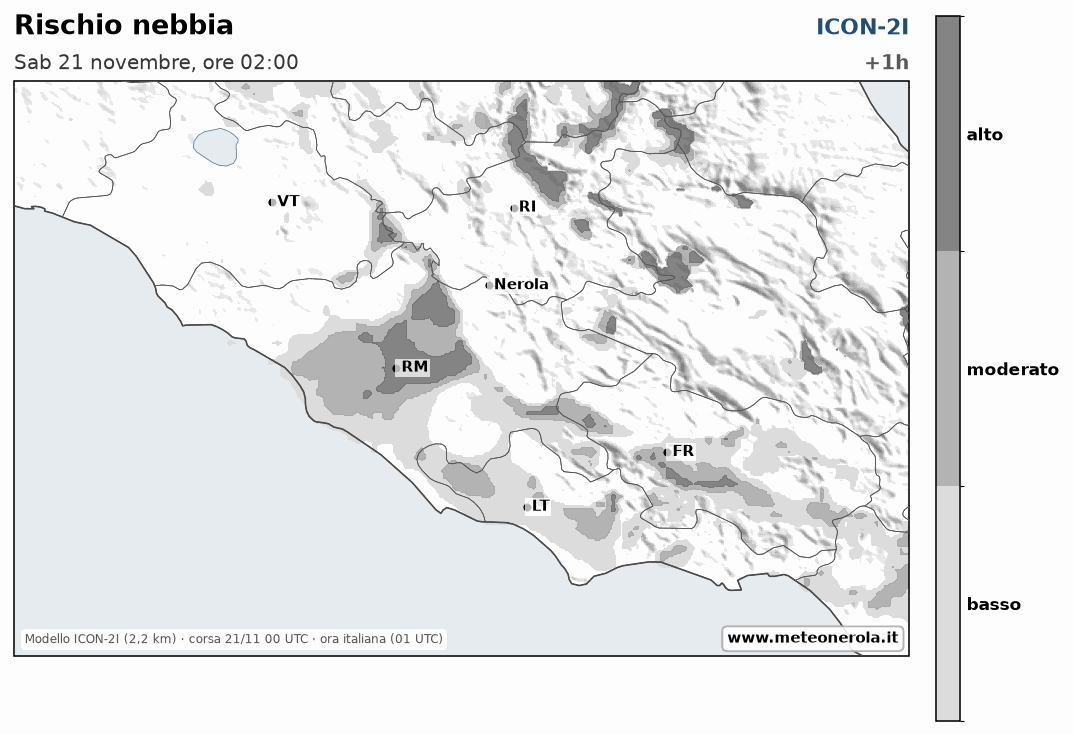 Rischio nebbia
ICON-2I
Sab 21 novembre, ore 02:00
+1h
alto
VT
RI
Nerola
RM
moderato
FR
LT
basso
Modello ICON-2I (2,2 km) · corsa 21/11 00 UTC · ora italiana (01 UTC)
www.meteonerola.it